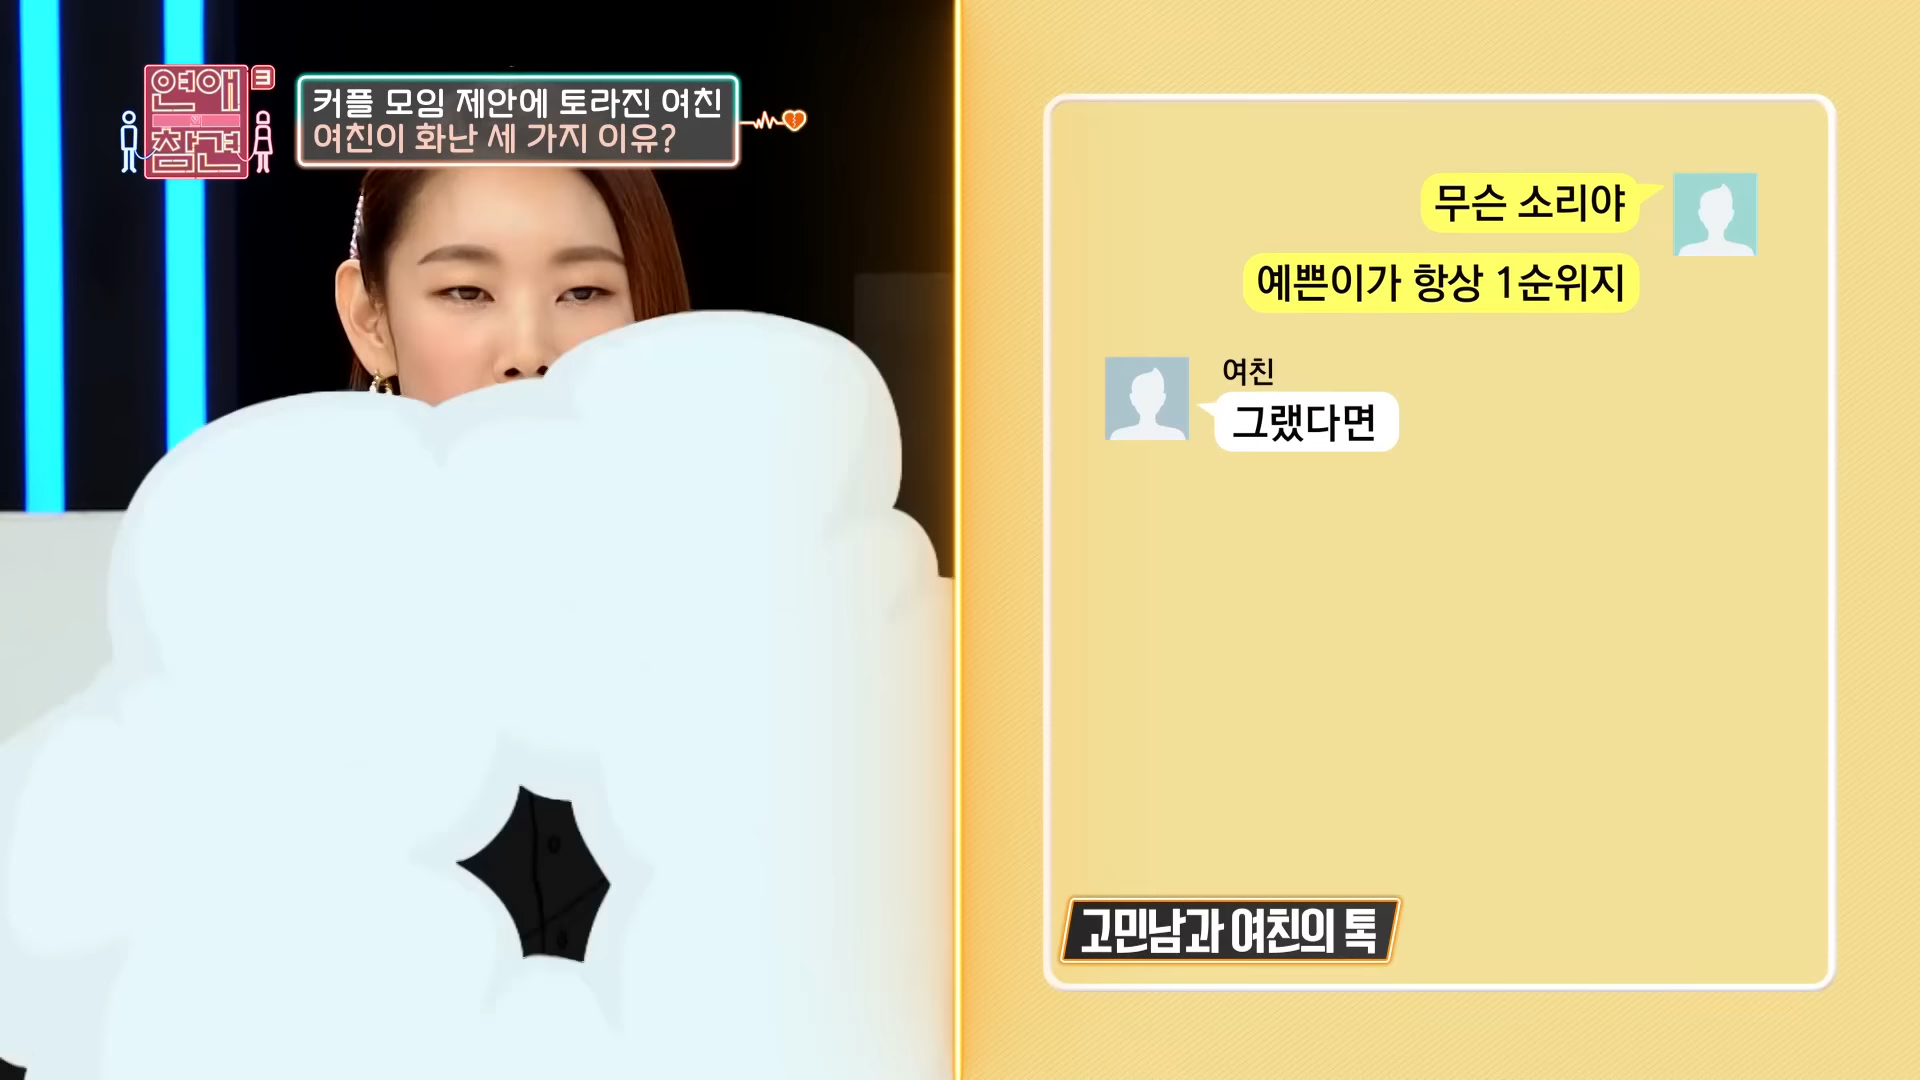 연애의
참견
3
커플 모임 제안에 토라진 여친
여친이 화난 세 가지 이유?
무슨 소리야
예쁜이가 항상 1순위지
여친
그랬다면
고민남과 여친의 톡